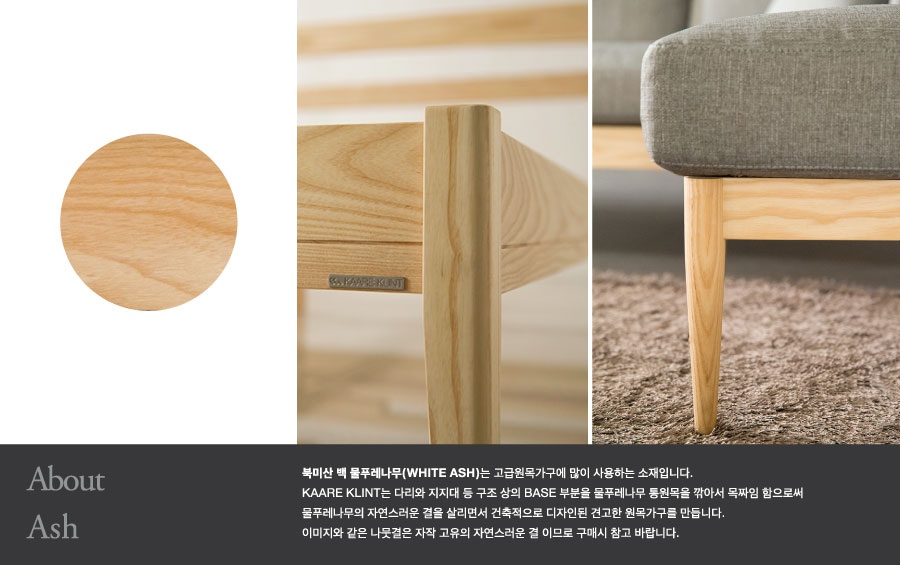 KAARE KLINT
About
Ash
북미산 백 물푸레나무(WHITE ASH)는 고급원목가구에 많이 사용하는 소재입니다.
KAARE KLINT는 다리와 지지대 등 구조 상의 BASE 부분을 물푸레나무 통원목을 깎아서 목짜임 함으로써
물푸레나무의 자연스러운 결을 살리면서 건축적으로 디자인된 견고한 원목가구를 만듭니다.
이미지와 같은 나뭇결은 자작 고유의 자연스러운 결 이므로 구매시 참고 바랍니다.